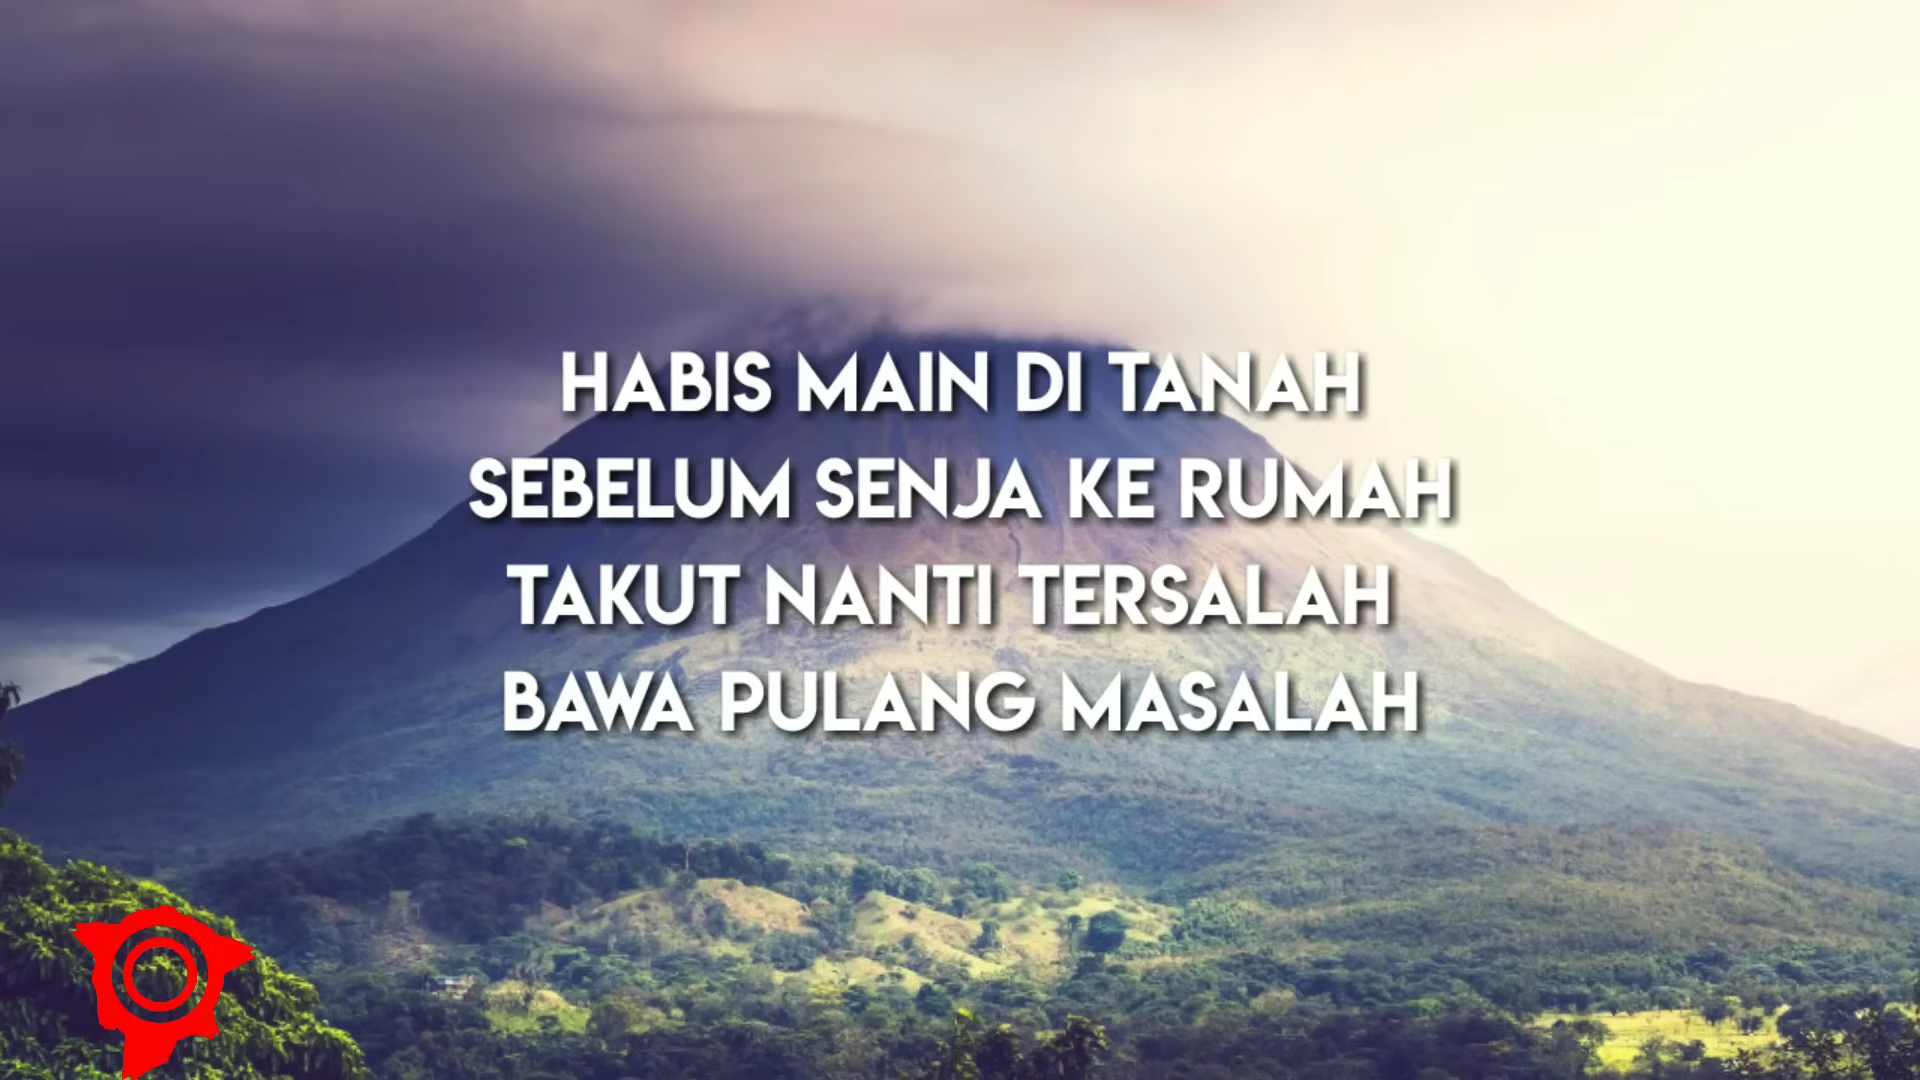 HABIS MAIN DI TANAH
SEBELUM SENJA KE RUMAH
TAKUT NANTI TERSALAH
BAWA PULANG MASALAH